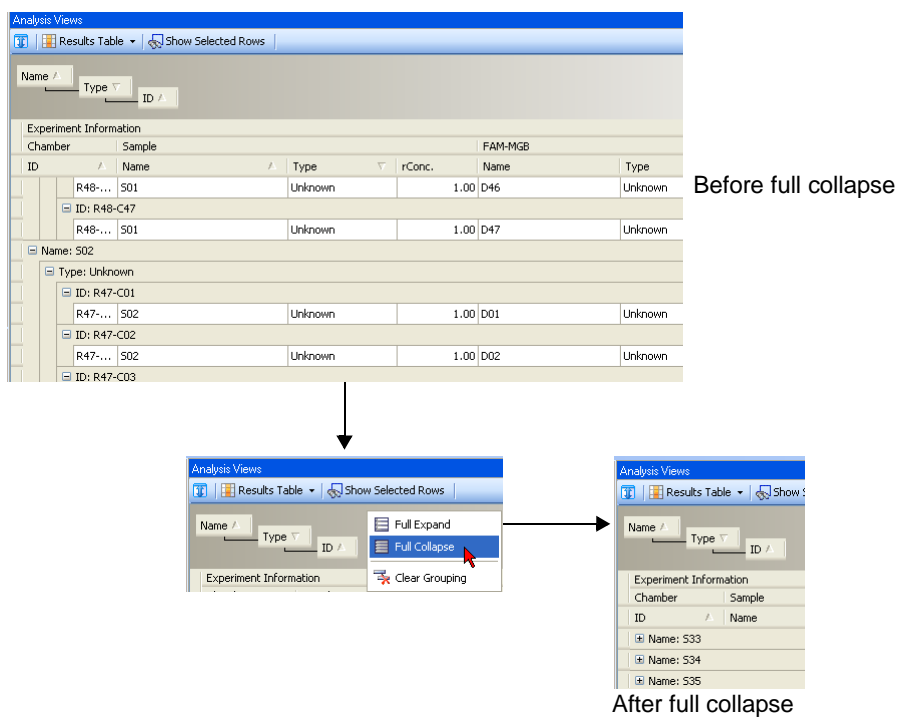 Analysis Views
Results Table Show Selected Rows
Name
Type
ID
Experiment Information
Chamber Sample FAM-MGB
ID Name Type rConc. Name Type
R48-... S01 Unknown 1.00 D46 Unknown
ID: R48-C47
R48-... S01 Unknown 1.00 D47 Unknown
Name: S02
Type: Unknown
ID: R47-C01
R47-... S02 Unknown 1.00 D01 Unknown
ID: R47-C02
R47-... S02 Unknown 1.00 D02 Unknown
ID: R47-C03
Before full collapse
Analysis Views
Results Table Show Selected Rows
Name
Type
ID
Full Expand
Full Collapse
Clear Grouping
Experiment Information
Analysis Views
Results Table Show
Name
Type
ID
Experiment Information
Chamber Sample
ID Name
Name: S33
Name: S34
Name: S35
After full collapse